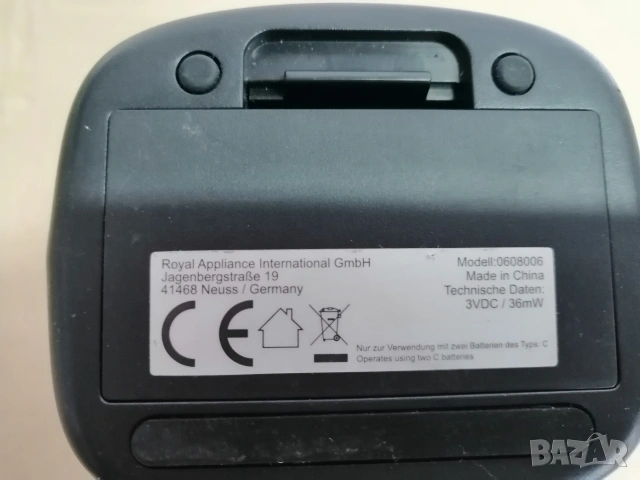 Royal Appliance International GmbH
Jagenbergstraße 19
41468 Neuss / Germany
Modell:0608006
Made in China
Technische Daten:
3VDC / 36mW
CE
Nur zur Verwendung mit zwei Batterien des Typs. C
Operates using two C batteries
BAZAR